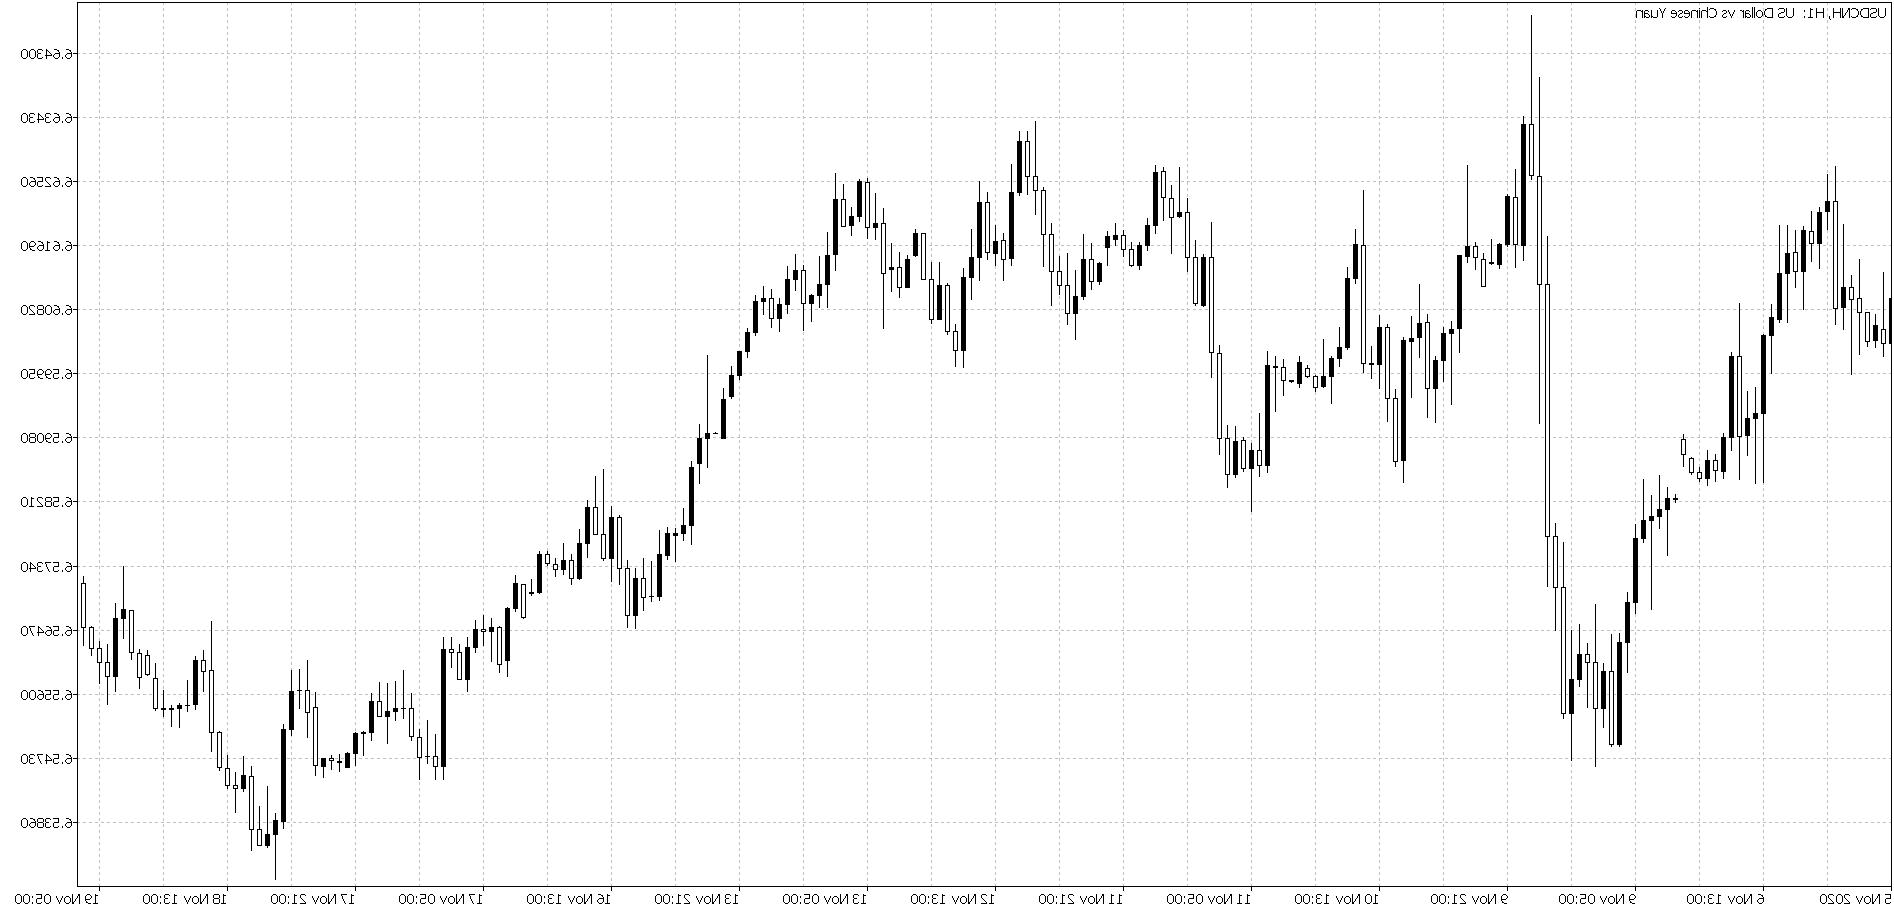 USDCNH, H1: US Dollar vs Chinese Yuan
6.64300
6.63430
6.62560
6.61690
6.60820
6.59950
6.59080
6.58210
6.57340
6.56470
6.55600
6.54730
6.53860
5 Nov 2020
6 Nov 13:00
9 Nov 05:00
9 Nov 21:00
10 Nov 13:00
11 Nov 05:00
11 Nov 21:00
12 Nov 13:00
13 Nov 05:00
13 Nov 21:00
16 Nov 13:00
17 Nov 05:00
17 Nov 21:00
18 Nov 13:00
19 Nov 05:00